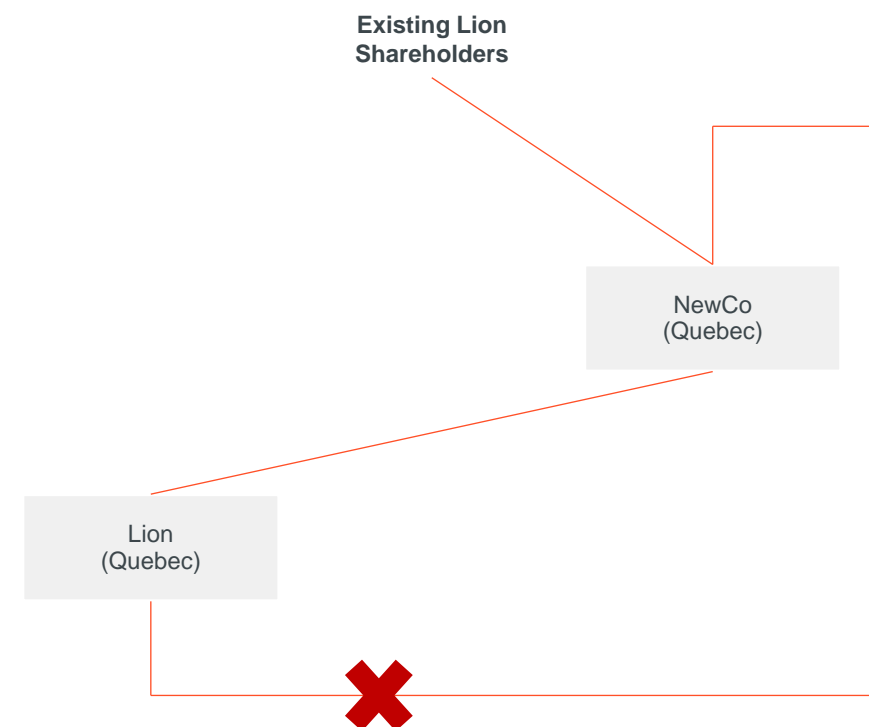 Existing Lion
Shareholders
NewCo
(Quebec)
Lion
(Quebec)